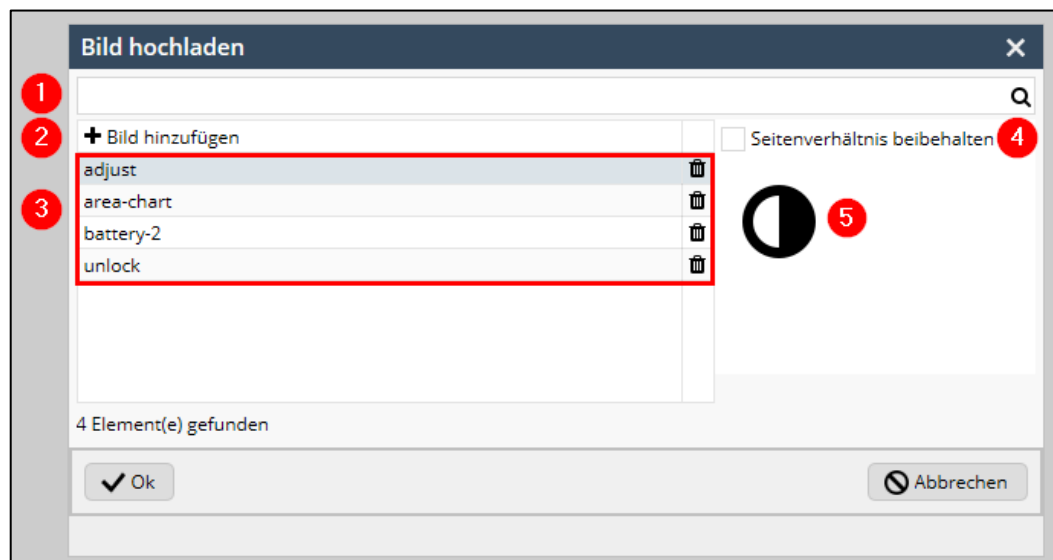 Bild hochladen
1
2 Bild hinzufügen
Seitenverhältnis beibehalten 4
adjust
3 area-chart
battery-2
unlock
5
4 Element(e) gefunden
Ok
Abbrechen